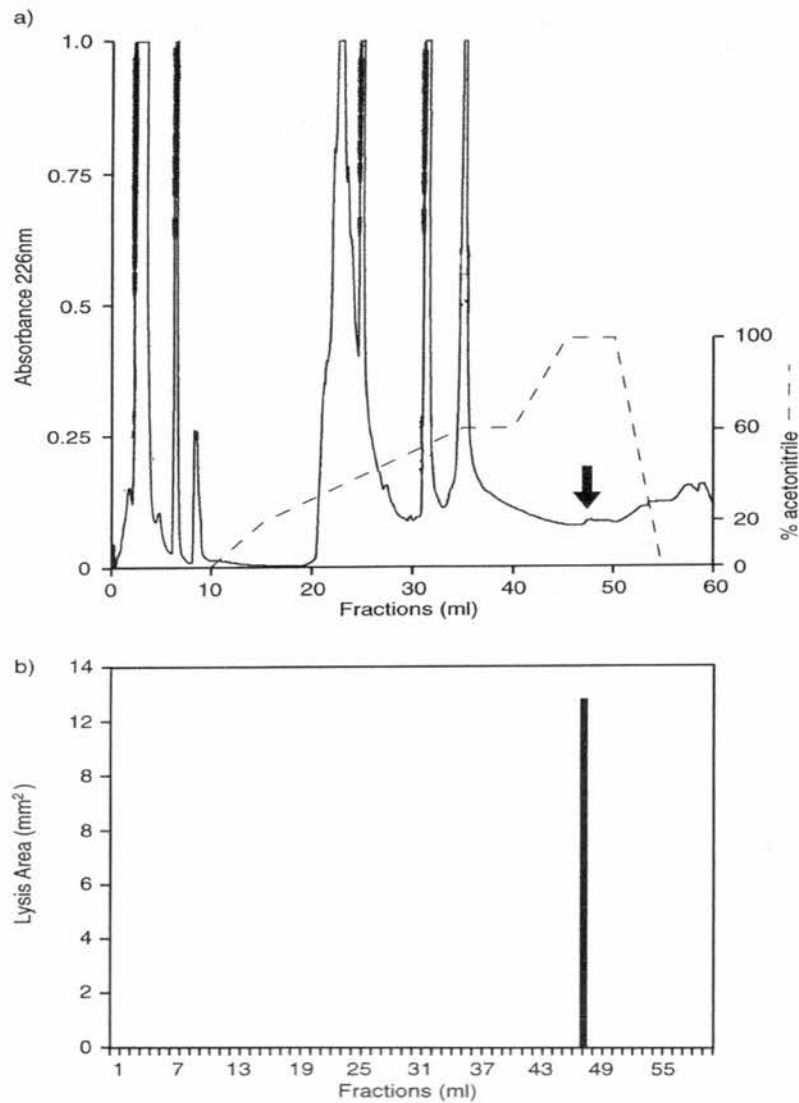 a)
1.0
0.75
0.5
0.25
0
Absorbance 226nm
100
60
20
0
% acetonitrile
0 10 20 30 40 50 60
Fractions (ml)
b)
14
12
10
8
6
4
2
0
Lysis Area (mm²)
1 7 13 19 25 31 37 43 49 55
Fractions (ml)